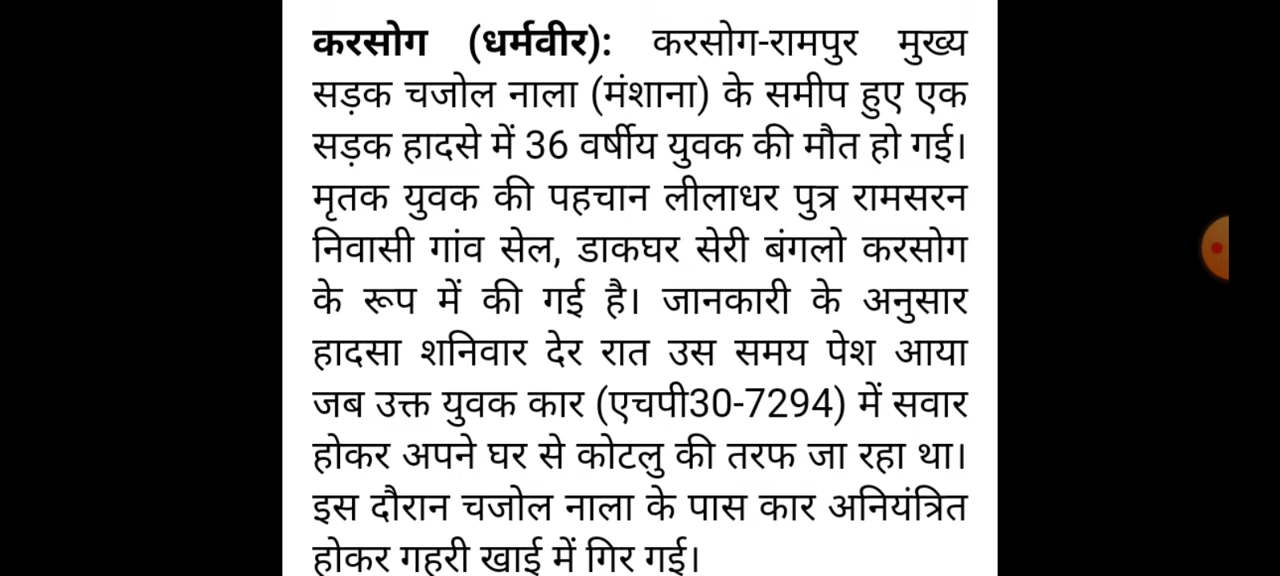 करसोग (धर्मवीर): करसोग-रामपुर मुख्य
सड़क चजोल नाला (मंशाना) के समीप हुए एक
सड़क हादसे में 36 वर्षीय युवक की मौत हो गई।
मृतक युवक की पहचान लीलाधर पुत्र रामसरन
निवासी गांव सेल, डाकघर सेरी बंगलो करसोग
के रूप में की गई है। जानकारी के अनुसार
हादसा शनिवार देर रात उस समय पेश आया
जब उक्त युवक कार (एचपी30-7294) में सवार
होकर अपने घर से कोटलु की तरफ जा रहा था।
इस दौरान चजोल नाला के पास कार अनियंत्रित
होकर गहरी खाई में गिर गई।